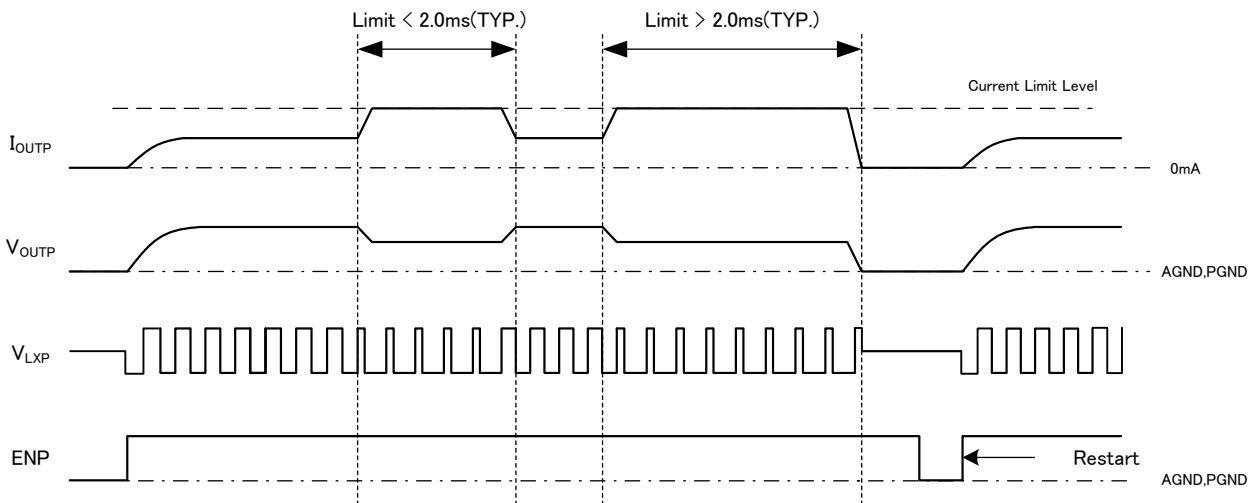 Limit < 2.0ms(TYP.)
Limit > 2.0ms(TYP.)
Current Limit Level
IOUTP
0mA
VOUTP
AGND,PGND
VLXP
ENP
Restart
AGND,PGND